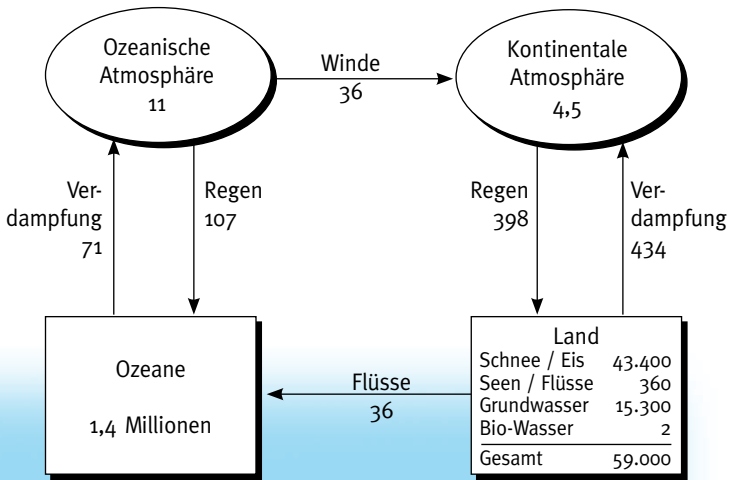 Ozeanische
Atmosphäre
11
Winde
36
Kontinentale
Atmosphäre
4,5
Ver-
dampfung
71
Regen
107
Regen
398
Ver-
dampfung
434
Ozeane
1,4 Millionen
Flüsse
36
Land
Schnee / Eis 43.400
Seen / Flüsse 360
Grundwasser 15.300
Bio-Wasser 2
Gesamt 59.000